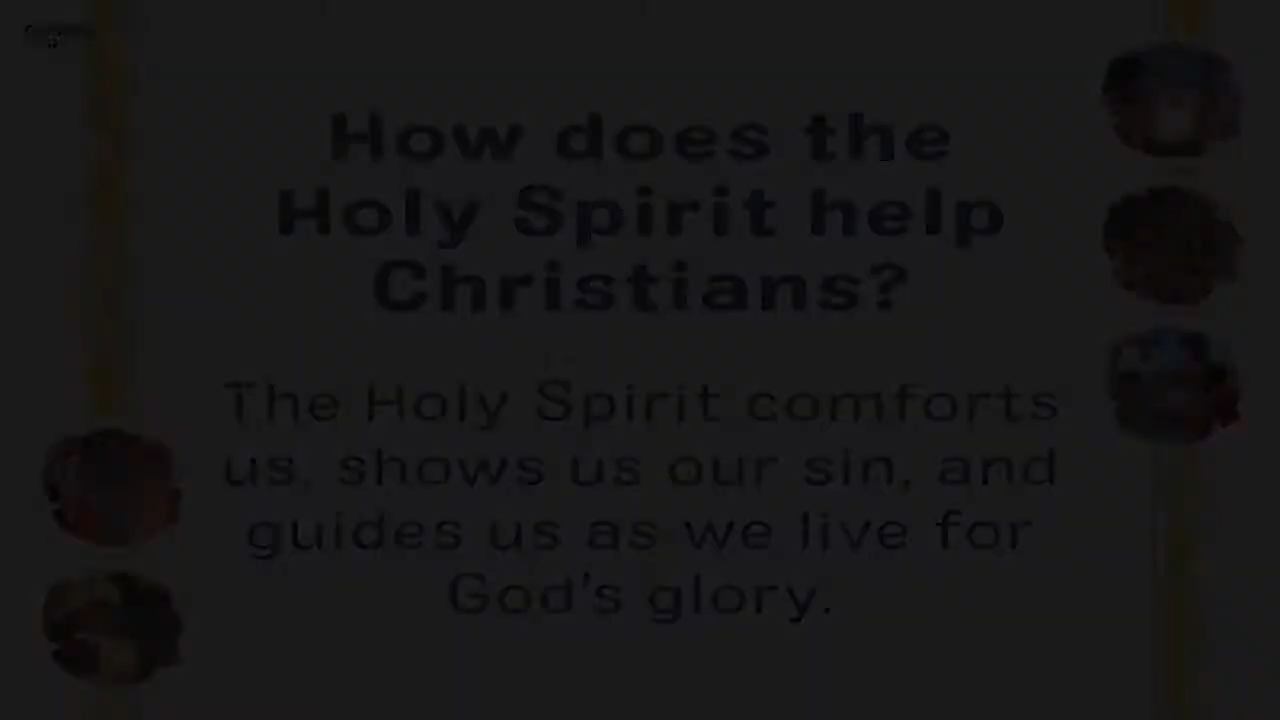 How does the
Holy Spirit help
Christians?
The Holy Spirit comforts
us, shows us our sin, and
guides us as we live for
God's glory.